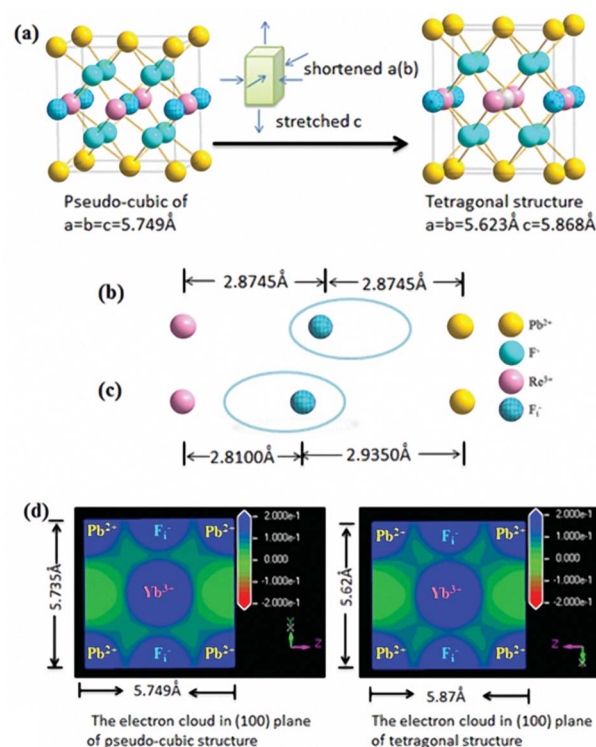 (a)
shortened a(b)
stretched c
Pseudo-cubic of
a=b=c=5.749Å
Tetragonal structure
a=b=5.623Å c=5.868Å
2.8745Å
2.8745Å
(b)
(c)
2.8100Å
2.9350Å
Pb²⁺
F⁻
Re³⁺
Fᵢ⁻
(d)
Pb²⁺ Fᵢ⁻ Pb²⁺
Yb³⁺
Pb²⁺ Fᵢ⁻ Pb²⁺
5.735Å
5.749Å
2.000e-1
1.000e-1
0.000
-1.000e-1
-2.000e-1
Y
X
Z
The electron cloud in (100) plane
of pseudo-cubic structure
Pb²⁺ Fᵢ⁻ Pb²⁺
Yb³⁺
Pb²⁺ Fᵢ⁻ Pb²⁺
5.62Å
5.87Å
2.000e-1
1.000e-1
0.000
-1.000e-1
-2.000e-1
Z
The electron cloud in (100) plane
of tetragonal structure